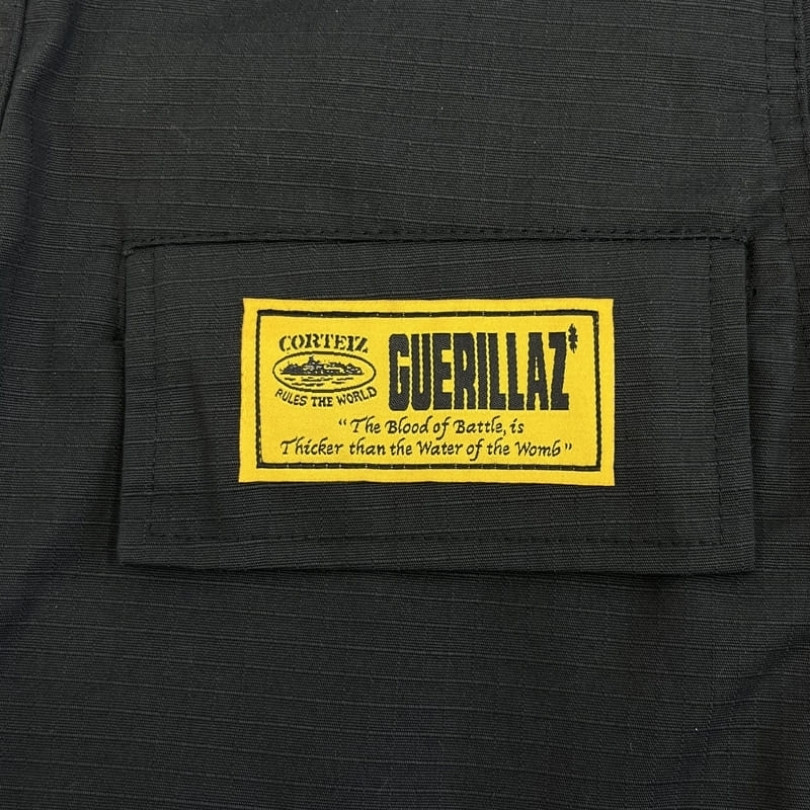 CORTEIZ
RULES THE WORLD
GUERILLAZ
“The Blood of Battle, is
Thicker than the Water of the Womb”